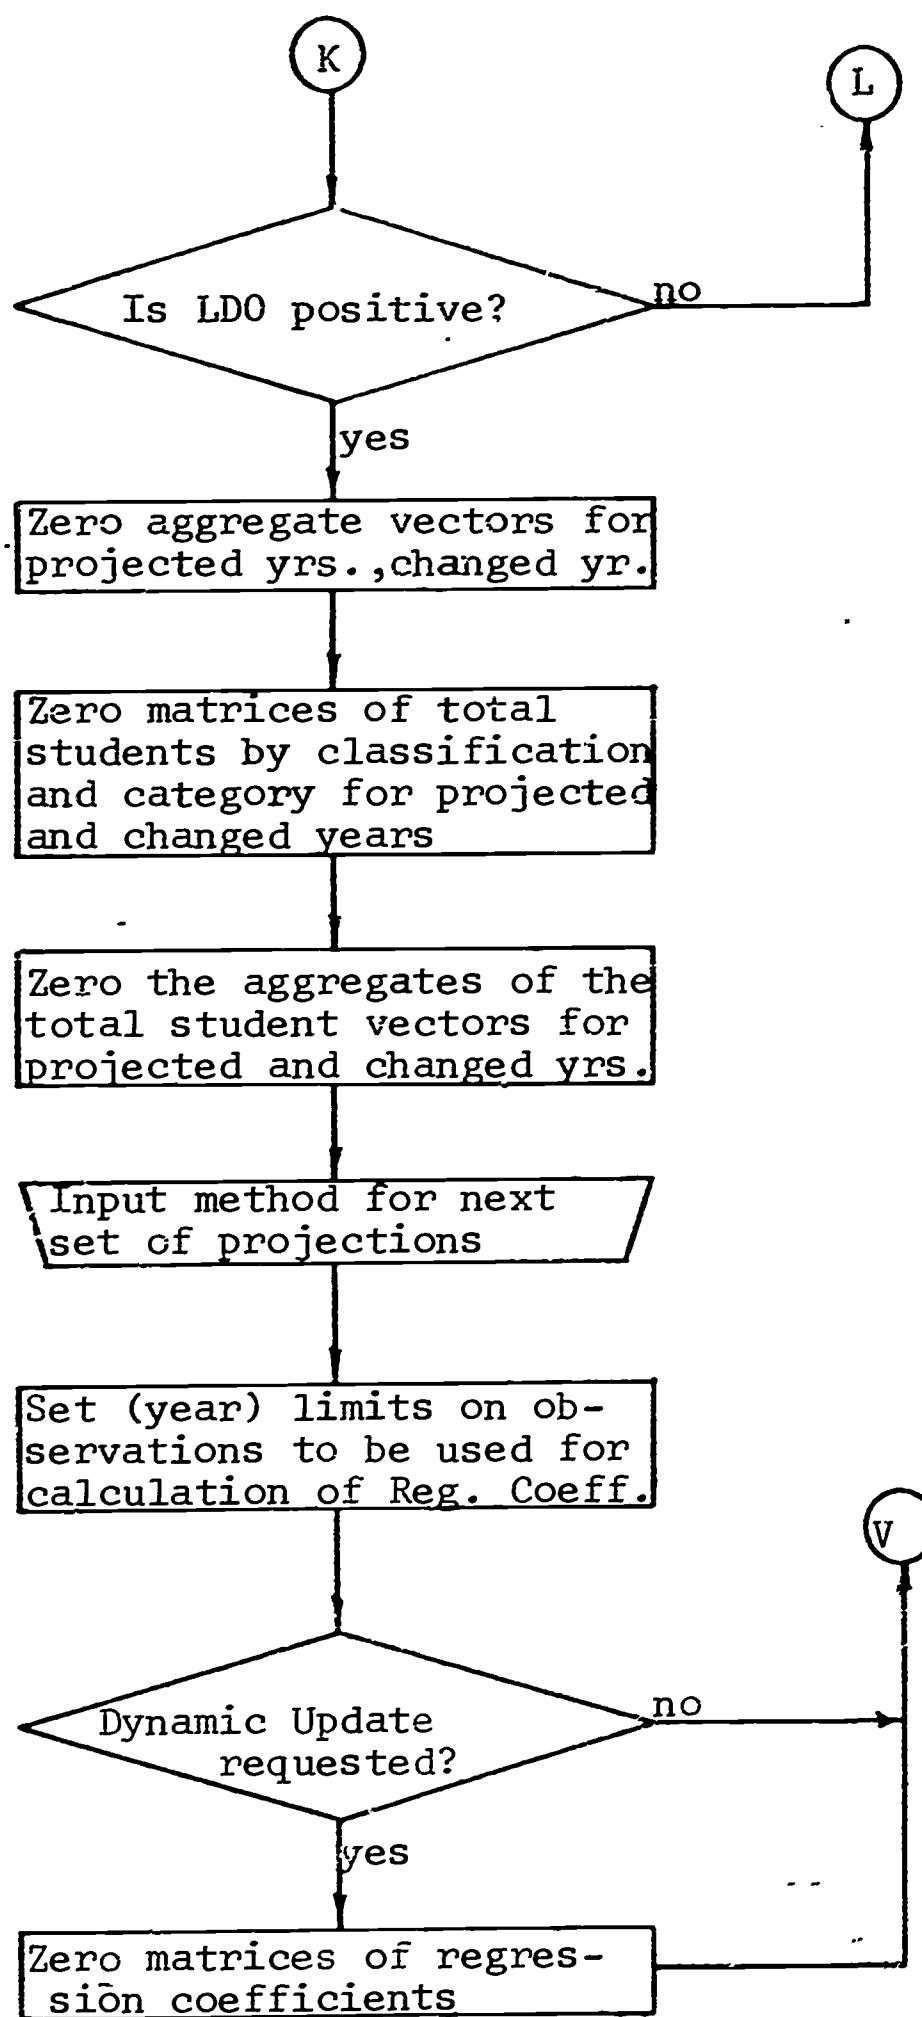 K
L
Is LDO positive?
no
yes
Zero aggregate vectors for
projected yrs.,changed yr.
Zero matrices of total
students by classification
and category for projected
and changed years
Zero the aggregates of the
total student vectors for
projected and changed yrs.
Input method for next
set of projections
Set (year) limits on ob-
servations to be used for
calculation of Reg. Coeff.
V
Dynamic Update
requested?
no
yes
Zero matrices of regres-
sion coefficients